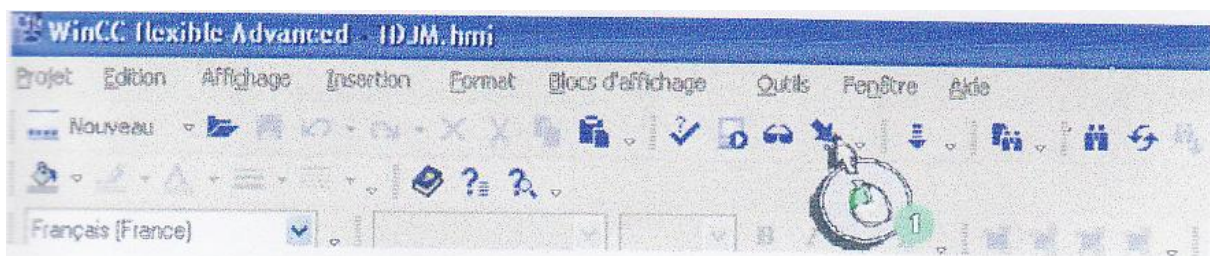 WinCC flexible Advanced - IDJM.hmi
Projet Edition Affichage Insertion Format Blocs d'affichage Outils Fenêtre Aide
Nouveau
Français (France)
B
1